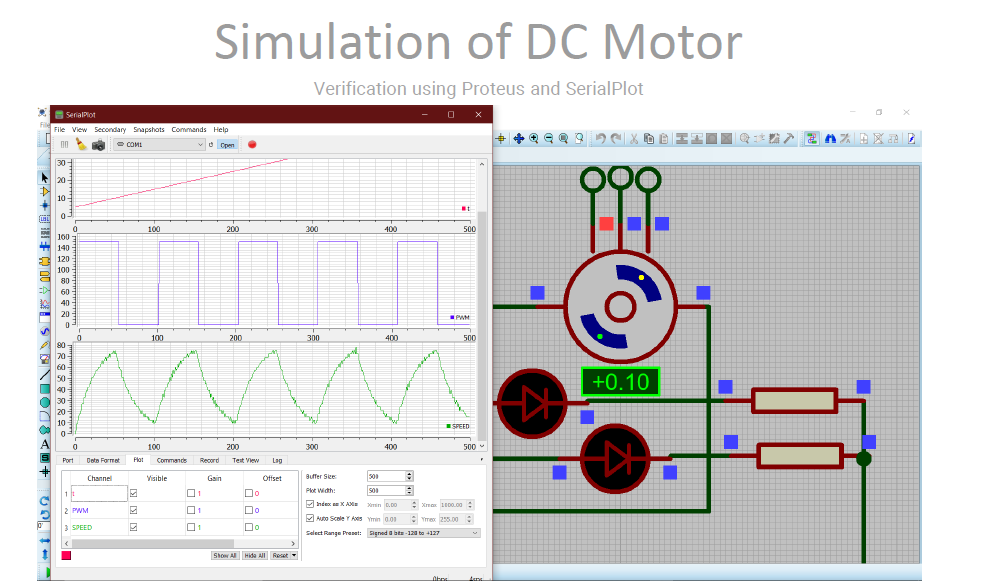 Simulation of DC Motor
Verification using Proteus and SerialPlot
SerialPlot
File View Secondary Snapshots Commands Help
COM1 Open
30
20
10
0
t
0 100 200 300 400 500
160
140
120
100
80
60
40
20
0
PWM
0 100 200 300 400 500
80
70
60
50
40
30
20
10
0
SPEED
0 100 200 300 400 500
+0.10
Port Data Format Plot Commands Record Text View Log
Channel Visible Gain Offset
1 t 1 0
2 PWM 1 0
3 SPEED 1 0
Show All Hide All Reset
Buffer Size: 500
Plot Width: 500
Index as X AXis Xmin 0.00 Xmax 1000.00
Auto Scale Y Axis Ymin 0.00 Ymax 255.00
Select Range Preset: Signed 8 bits -128 to +127
0bps 4sps